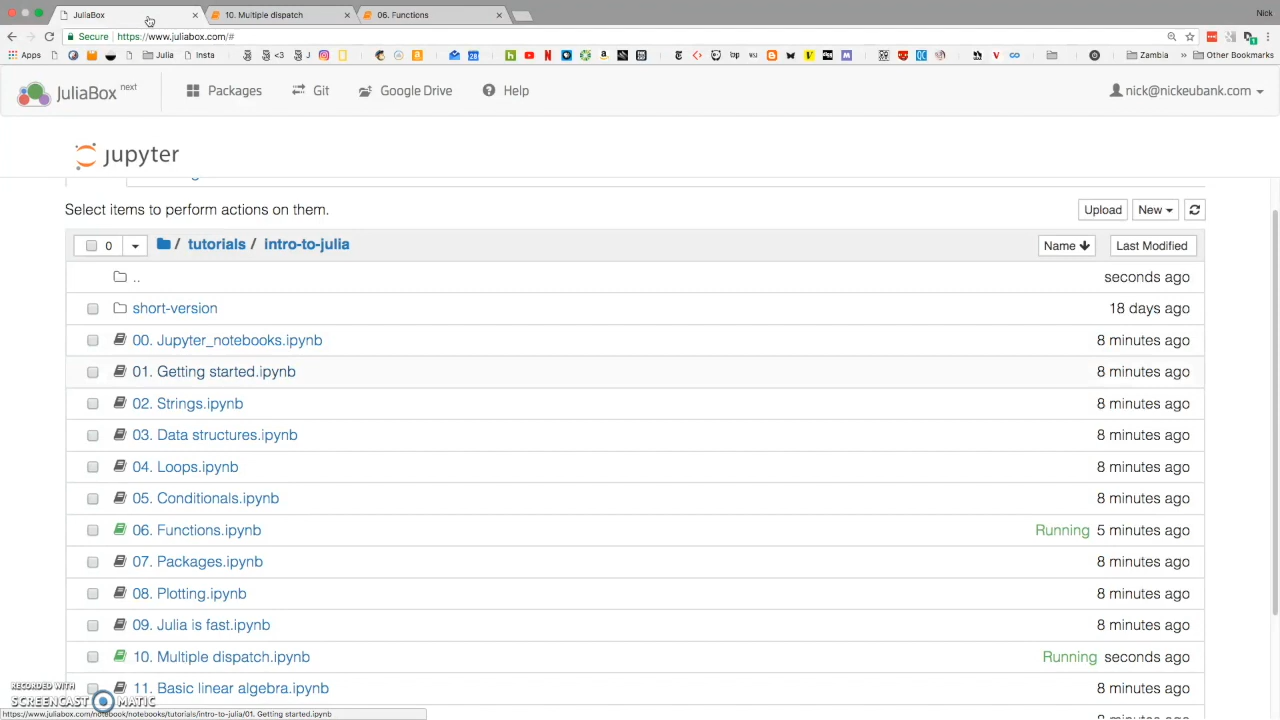 JuliaBox
10. Multiple dispatch
06. Functions
Nick
Secure https://www.juliabox.com/#
Apps Julia Insta <3 J Zambia » Other Bookmarks
JuliaBox next Packages Git Google Drive Help nick@nickeubank.com
jupyter
Select items to perform actions on them.
Upload New
0 / tutorials / intro-to-julia Name Last Modified
.. seconds ago
short-version 18 days ago
00. Jupyter_notebooks.ipynb 8 minutes ago
01. Getting started.ipynb 8 minutes ago
02. Strings.ipynb 8 minutes ago
03. Data structures.ipynb 8 minutes ago
04. Loops.ipynb 8 minutes ago
05. Conditionals.ipynb 8 minutes ago
06. Functions.ipynb Running 5 minutes ago
07. Packages.ipynb 8 minutes ago
08. Plotting.ipynb 8 minutes ago
09. Julia is fast.ipynb 8 minutes ago
10. Multiple dispatch.ipynb Running seconds ago
11. Basic linear algebra.ipynb 8 minutes ago
RECORDED WITH
SCREENCAST MATIC
https://www.juliabox.com/notebook/notebooks/tutorials/intro-to-julia/01. Getting started.ipynb